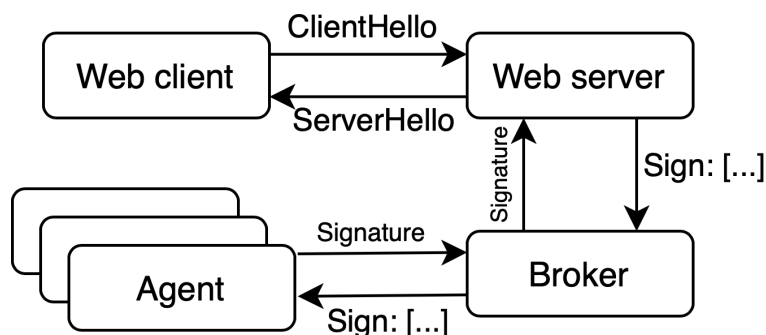 ClientHello
Web client
Web server
ServerHello
Signature
Sign: [...]
Signature
Agent
Broker
Sign: [...]